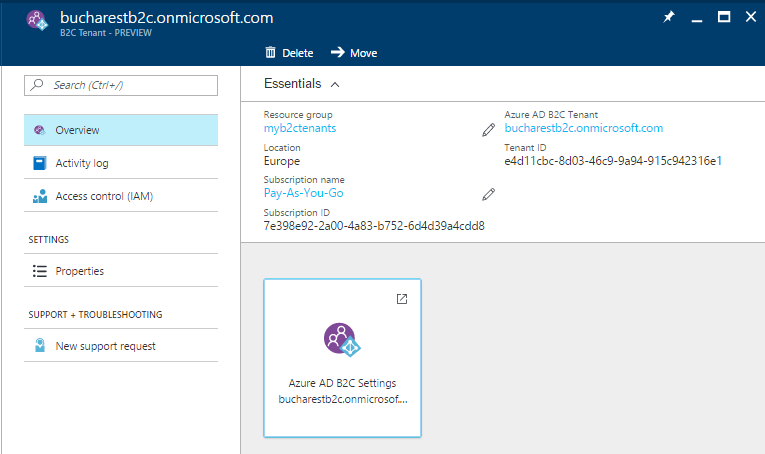 bucharestb2c.onmicrosoft.com
B2C Tenant - PREVIEW
Delete
Move
Search (Ctrl+/)
Overview
Activity log
Access control (IAM)
SETTINGS
Properties
SUPPORT + TROUBLESHOOTING
New support request
Essentials
Resource group
myb2ctenants
Location
Europe
Subscription name
Pay-As-You-Go
Subscription ID
7e398e92-2a00-4a83-b752-6d4d39a4cdd8
Azure AD B2C Tenant
bucharestb2c.onmicrosoft.com
Tenant ID
e4d11cbc-8d03-46c9-9a94-915c942316e1
Azure AD B2C Settings
bucharestb2c.onmicrosof....